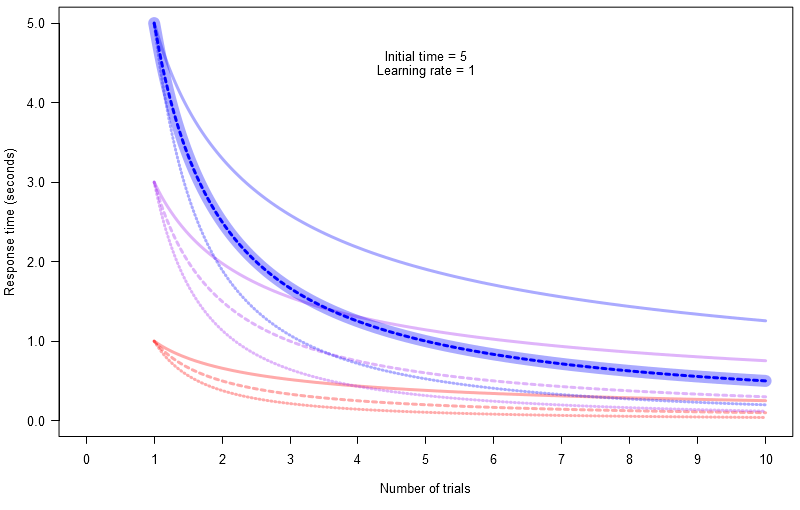 Initial time = 5
Learning rate = 1
Response time (seconds)
5.0
4.0
3.0
2.0
1.0
0.0
0 1 2 3 4 5 6 7 8 9 10
Number of trials